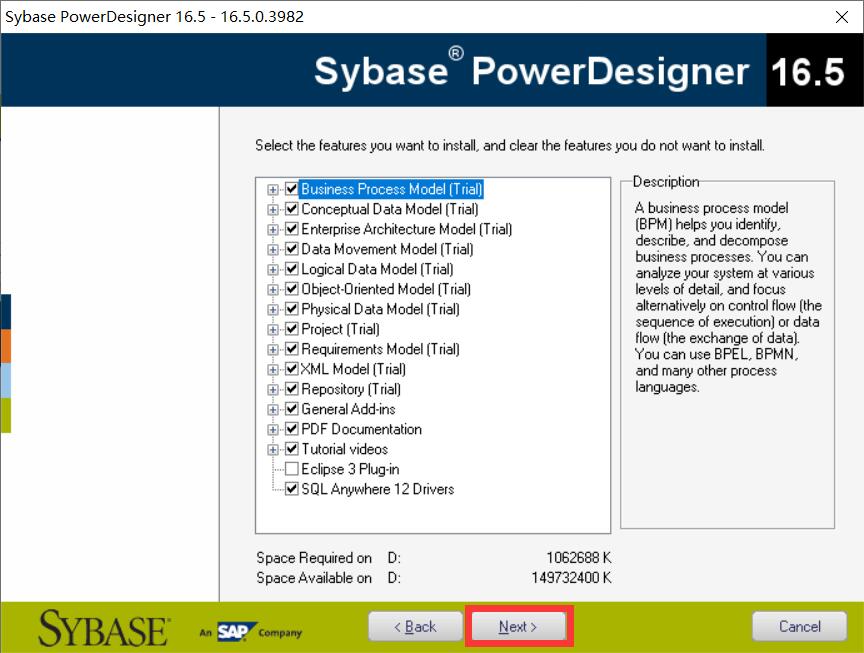 Sybase PowerDesigner 16.5 - 16.5.0.3982
Sybase® PowerDesigner 16.5
Select the features you want to install, and clear the features you do not want to install.
Business Process Model (Trial)
Conceptual Data Model (Trial)
Enterprise Architecture Model (Trial)
Data Movement Model (Trial)
Logical Data Model (Trial)
Object-Oriented Model (Trial)
Physical Data Model (Trial)
Project (Trial)
Requirements Model (Trial)
XML Model (Trial)
Repository (Trial)
General Add-ins
PDF Documentation
Tutorial videos
Eclipse 3 Plug-in
SQL Anywhere 12 Drivers
Description
A business process model
(BPM) helps you identify,
describe, and decompose
business processes. You can
analyze your system at various
levels of detail, and focus
alternatively on control flow (the
sequence of execution) or data
flow (the exchange of data).
You can use BPEL, BPMN,
and many other process
languages.
Space Required on D: 1062688 K
Space Available on D: 149732400 K
SYBASE An SAP Company
< Back
Next >
Cancel